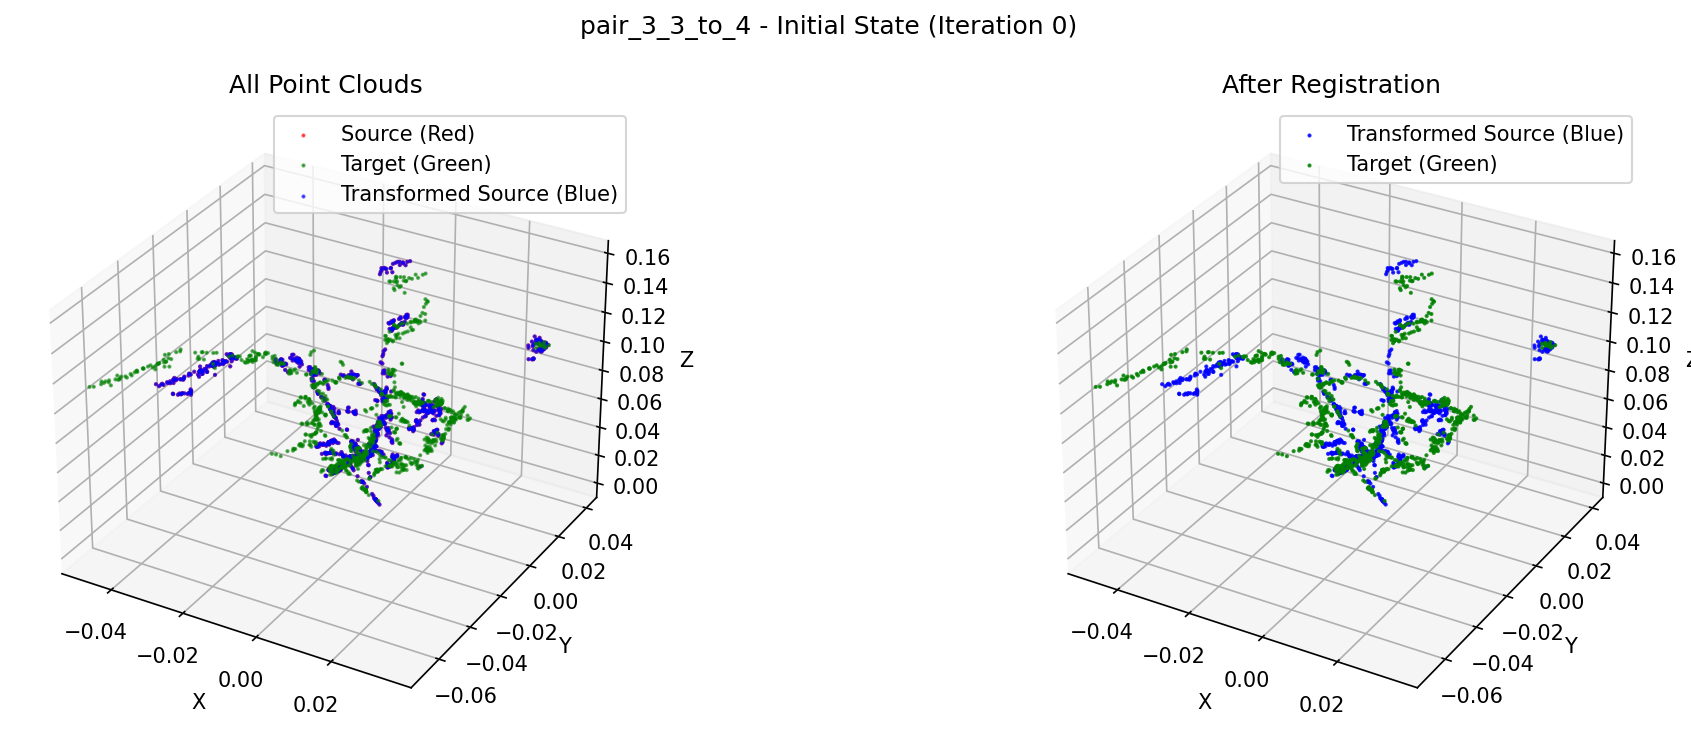 pair_3_3_to_4 - Initial State (Iteration 0)
All Point Clouds
Source (Red)
Target (Green)
Transformed Source (Blue)
0.16
0.14
0.12
0.10
0.08
0.06
0.04
0.02
0.00
Z
0.04
0.02
0.00
−0.02
−0.04
−0.06
Y
−0.04
−0.02
0.00
0.02
X
After Registration
Transformed Source (Blue)
Target (Green)
0.16
0.14
0.12
0.10
0.08
0.06
0.04
0.02
0.00
0.04
0.02
0.00
−0.02
−0.04
−0.06
Y
−0.04
−0.02
0.00
0.02
X